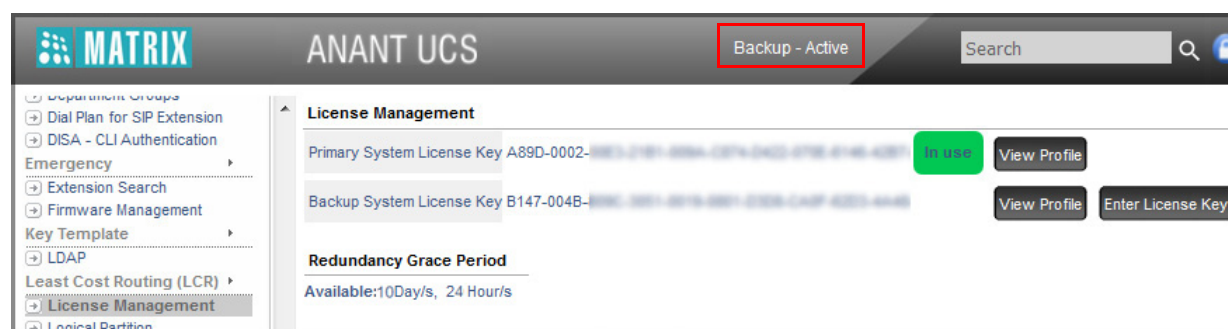 MATRIX
ANANT UCS
Backup - Active
Search
Department Groups
Dial Plan for SIP Extension
DISA - CLI Authentication
Emergency
Extension Search
Firmware Management
Key Template
LDAP
Least Cost Routing (LCR)
License Management
Logical Partition
License Management
Primary System License Key A89D-0002- In use View Profile
Backup System License Key B147-004B- View Profile Enter License Key
Redundancy Grace Period
Available:10Day/s, 24 Hour/s